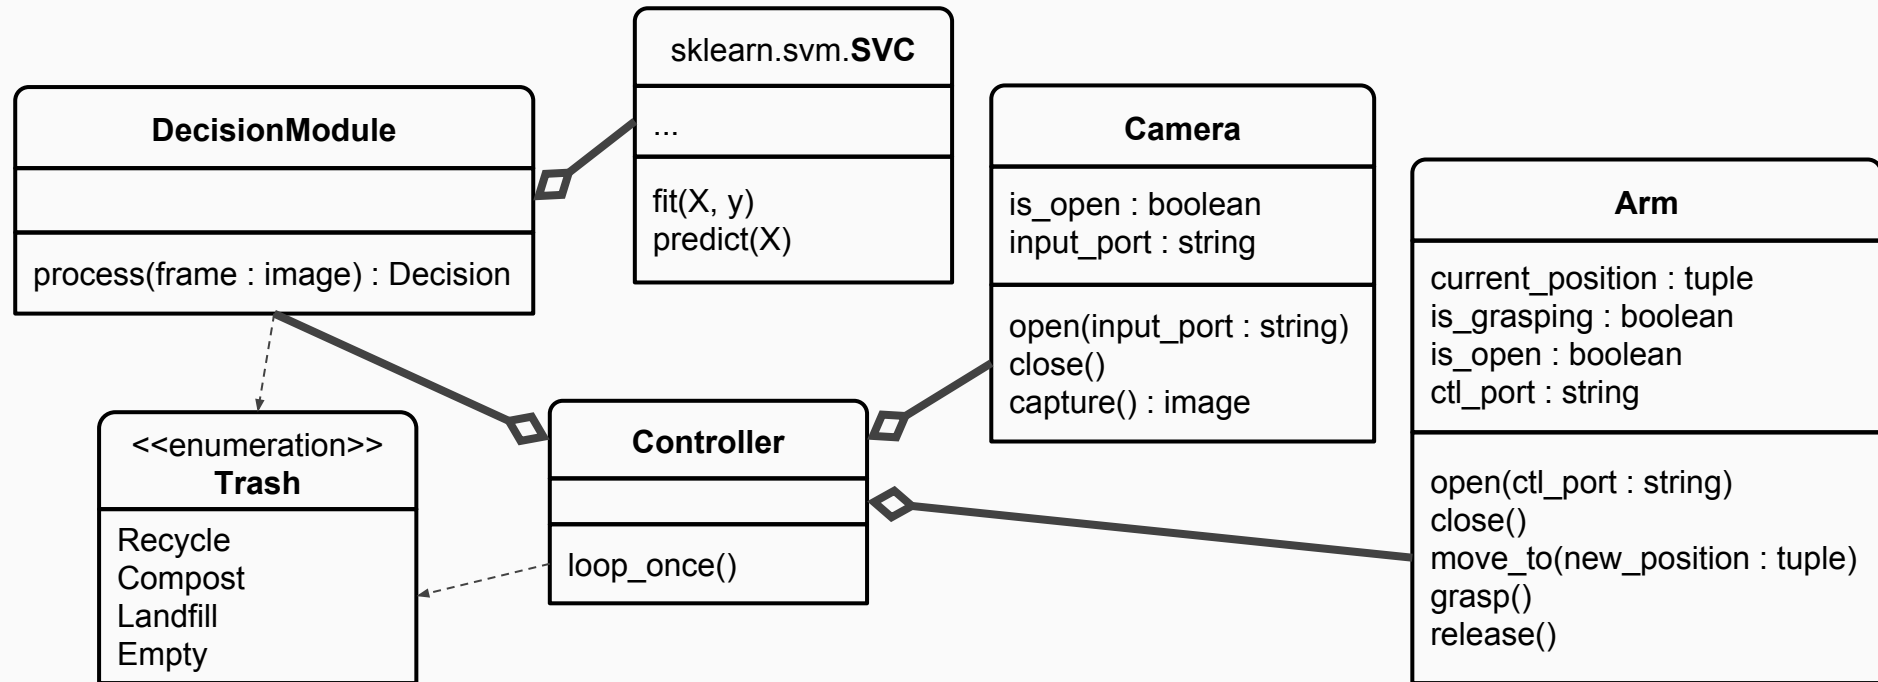 sklearn.svm.SVC
...
fit(X, y)
predict(X)
DecisionModule
process(frame : image) : Decision
Camera
is_open : boolean
input_port : string
open(input_port : string)
close()
capture() : image
Arm
current_position : tuple
is_grasping : boolean
is_open : boolean
ctl_port : string
open(ctl_port : string)
close()
move_to(new_position : tuple)
grasp()
release()
<<enumeration>>
Trash
Recycle
Compost
Landfill
Empty
Controller
loop_once()